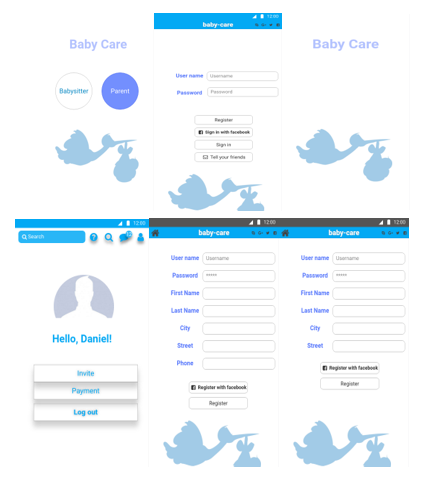 Baby Care
Babysitter
Parent
12:00
baby-care
User name
Username
Password
Password
Register
Sign in with facebook
Sign in
Tell your friends
Baby Care
12:00
Search
Hello, Daniel!
Invite
Payment
Log out
12:00
baby-care
User name
Username
Password
*****
First Name
Last Name
City
Street
Phone
Register with facebook
Register
12:00
baby-care
User name
Username
Password
*****
First Name
Last Name
City
Street
Register with facebook
Register